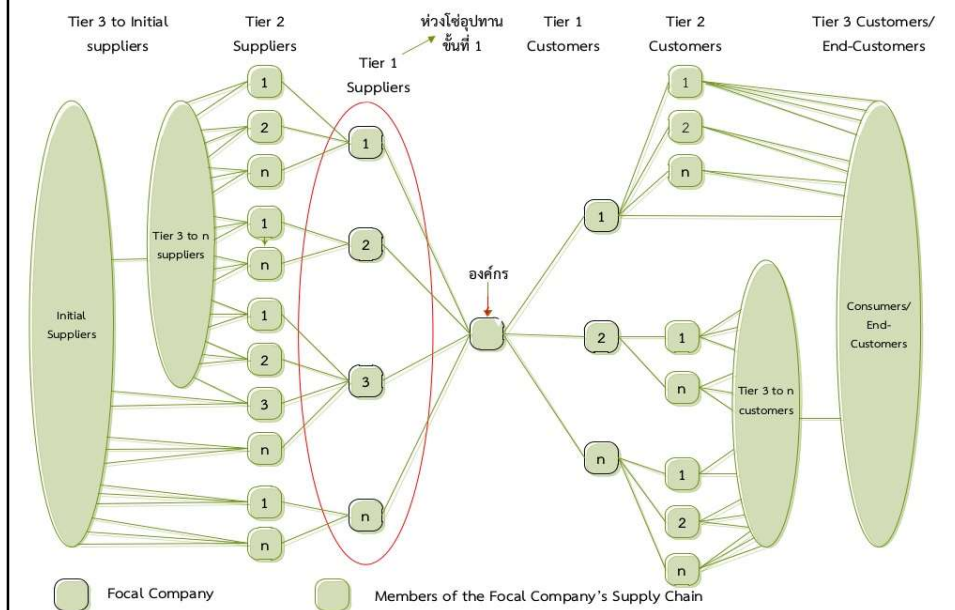 Tier 3 to Initial
suppliers
Tier 2
Suppliers
Tier 1
Suppliers
ห่วงโซ่อุปทาน
ขั้นที่ 1
Tier 1
Customers
Tier 2
Customers
Tier 3 Customers/
End-Customers
Initial
Suppliers
Tier 3 to n
suppliers
1
2
n
1
n
1
2
3
n
1
n
1
2
3
n
องค์กร
1
2
n
1
2
n
1
n
1
2
n
Tier 3 to n
customers
Consumers/
End-
Customers
Focal Company
Members of the Focal Company's Supply Chain